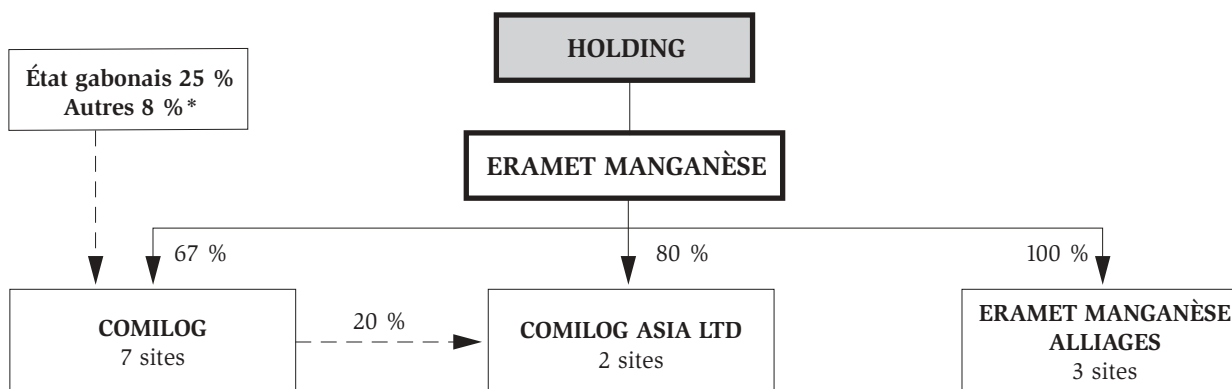 HOLDING
État gabonais 25 %
Autres 8 %*
ERAMET MANGANÈSE
67 %
80 %
100 %
COMILOG
7 sites
20 %
COMILOG ASIA LTD
2 sites
ERAMET MANGANÈSE
ALLIAGES
3 sites